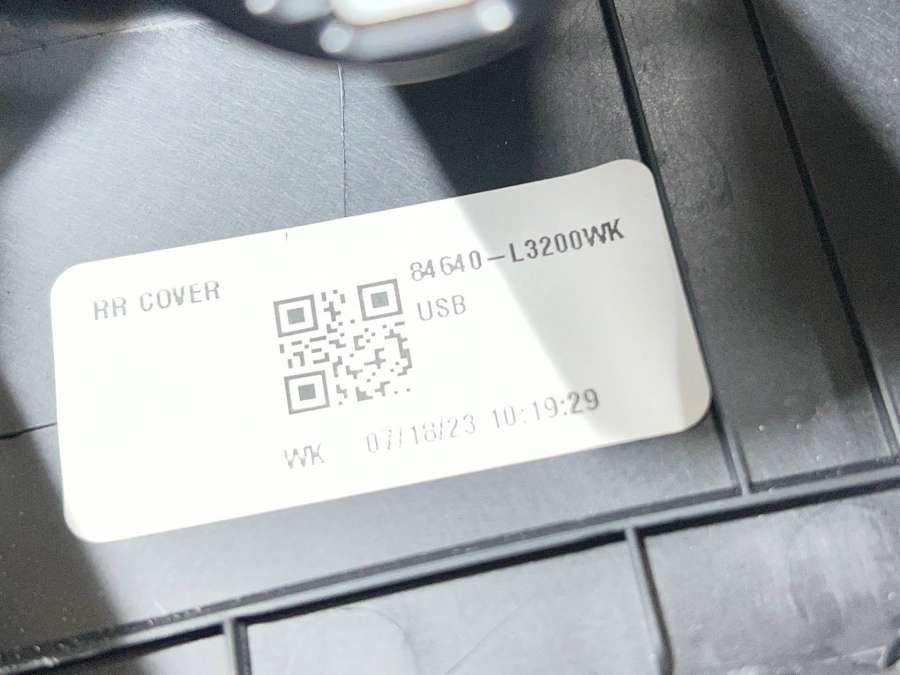 RR COVER
84640-L3200WK
USB
WK 07/18/23 10:19:29